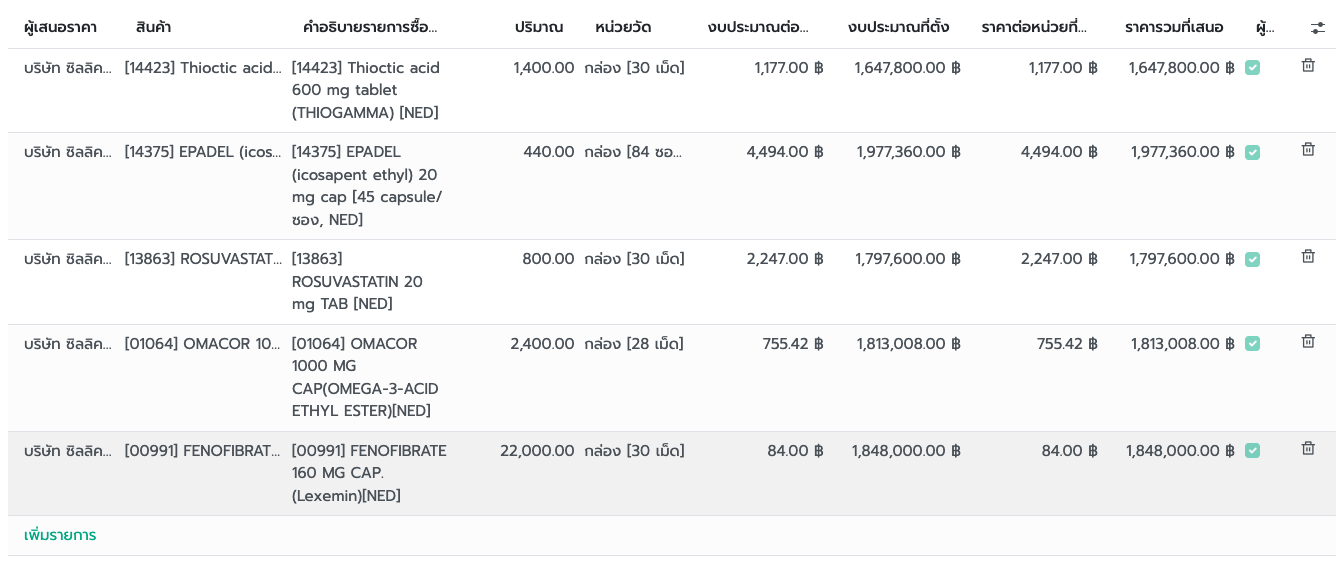 ผู้เสนอราคา สินค้า คำอธิบายรายการซื้อ... ปริมาณ หน่วยวัด งบประมาณต่อ... งบประมาณที่ตั้ง ราคาต่อหน่วยที่... ราคารวมที่เสนอ ผู้...
บริษัท ซิลลิค... [14423] Thioctic acid... [14423] Thioctic acid 1,400.00 กล่อง [30 เม็ด] 1,177.00 ฿ 1,647,800.00 ฿ 1,177.00 ฿ 1,647,800.00 ฿
600 mg tablet
(THIOGAMMA) [NED]
บริษัท ซิลลิค... [14375] EPADEL (icos... [14375] EPADEL 440.00 กล่อง [84 ซอ... 4,494.00 ฿ 1,977,360.00 ฿ 4,494.00 ฿ 1,977,360.00 ฿
(icosapent ethyl) 20
mg cap [45 capsule/
ซอง, NED]
บริษัท ซิลลิค... [13863] ROSUVASTAT... [13863] 800.00 กล่อง [30 เม็ด] 2,247.00 ฿ 1,797,600.00 ฿ 2,247.00 ฿ 1,797,600.00 ฿
ROSUVASTATIN 20
mg TAB [NED]
บริษัท ซิลลิค... [01064] OMACOR 10... [01064] OMACOR 2,400.00 กล่อง [28 เม็ด] 755.42 ฿ 1,813,008.00 ฿ 755.42 ฿ 1,813,008.00 ฿
1000 MG
CAP(OMEGA-3-ACID
ETHYL ESTER)[NED]
บริษัท ซิลลิค... [00991] FENOFIBRAT... [00991] FENOFIBRATE 22,000.00 กล่อง [30 เม็ด] 84.00 ฿ 1,848,000.00 ฿ 84.00 ฿ 1,848,000.00 ฿
160 MG CAP.
(Lexemin)[NED]
เพิ่มรายการ